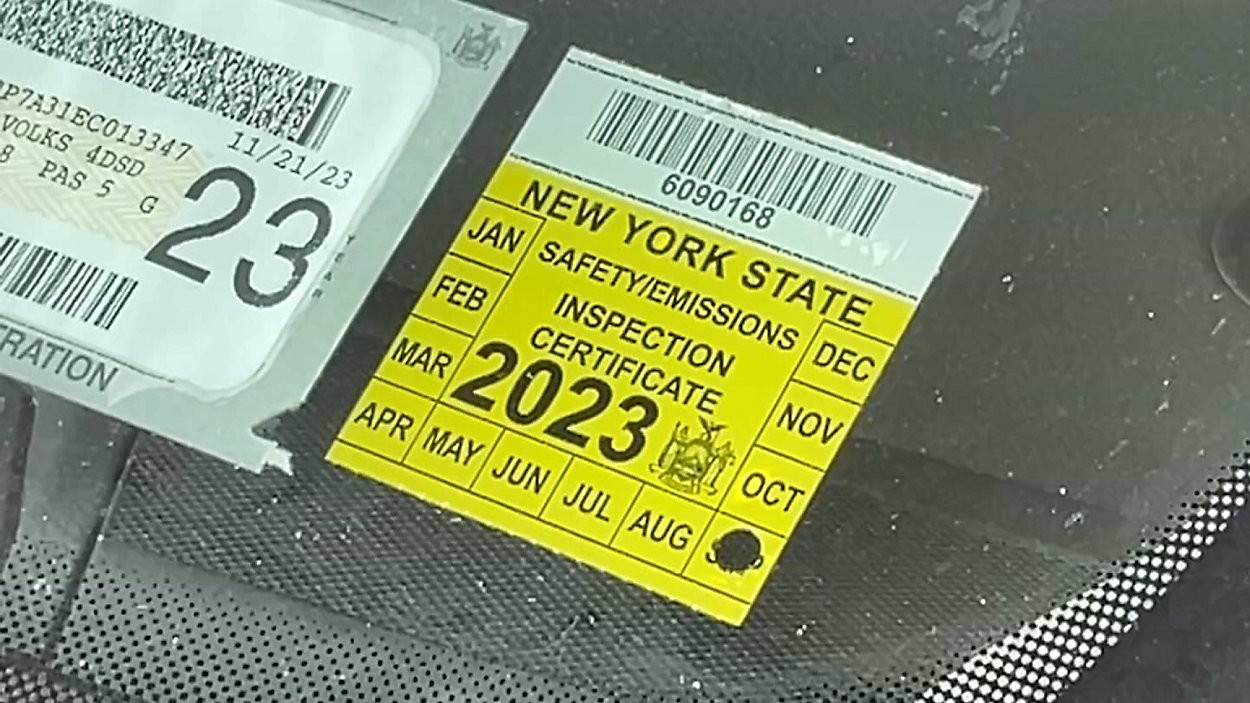 P7A31EC013347
VOLKS 4DSD
11/21/23
8 PAS 5 G
23
YEAR
6090168
NEW YORK STATE
SAFETY/EMISSIONS
INSPECTION
CERTIFICATE
2023
JAN
FEB
MAR
APR
MAY
JUN
JUL
AUG
OCT
NOV
DEC